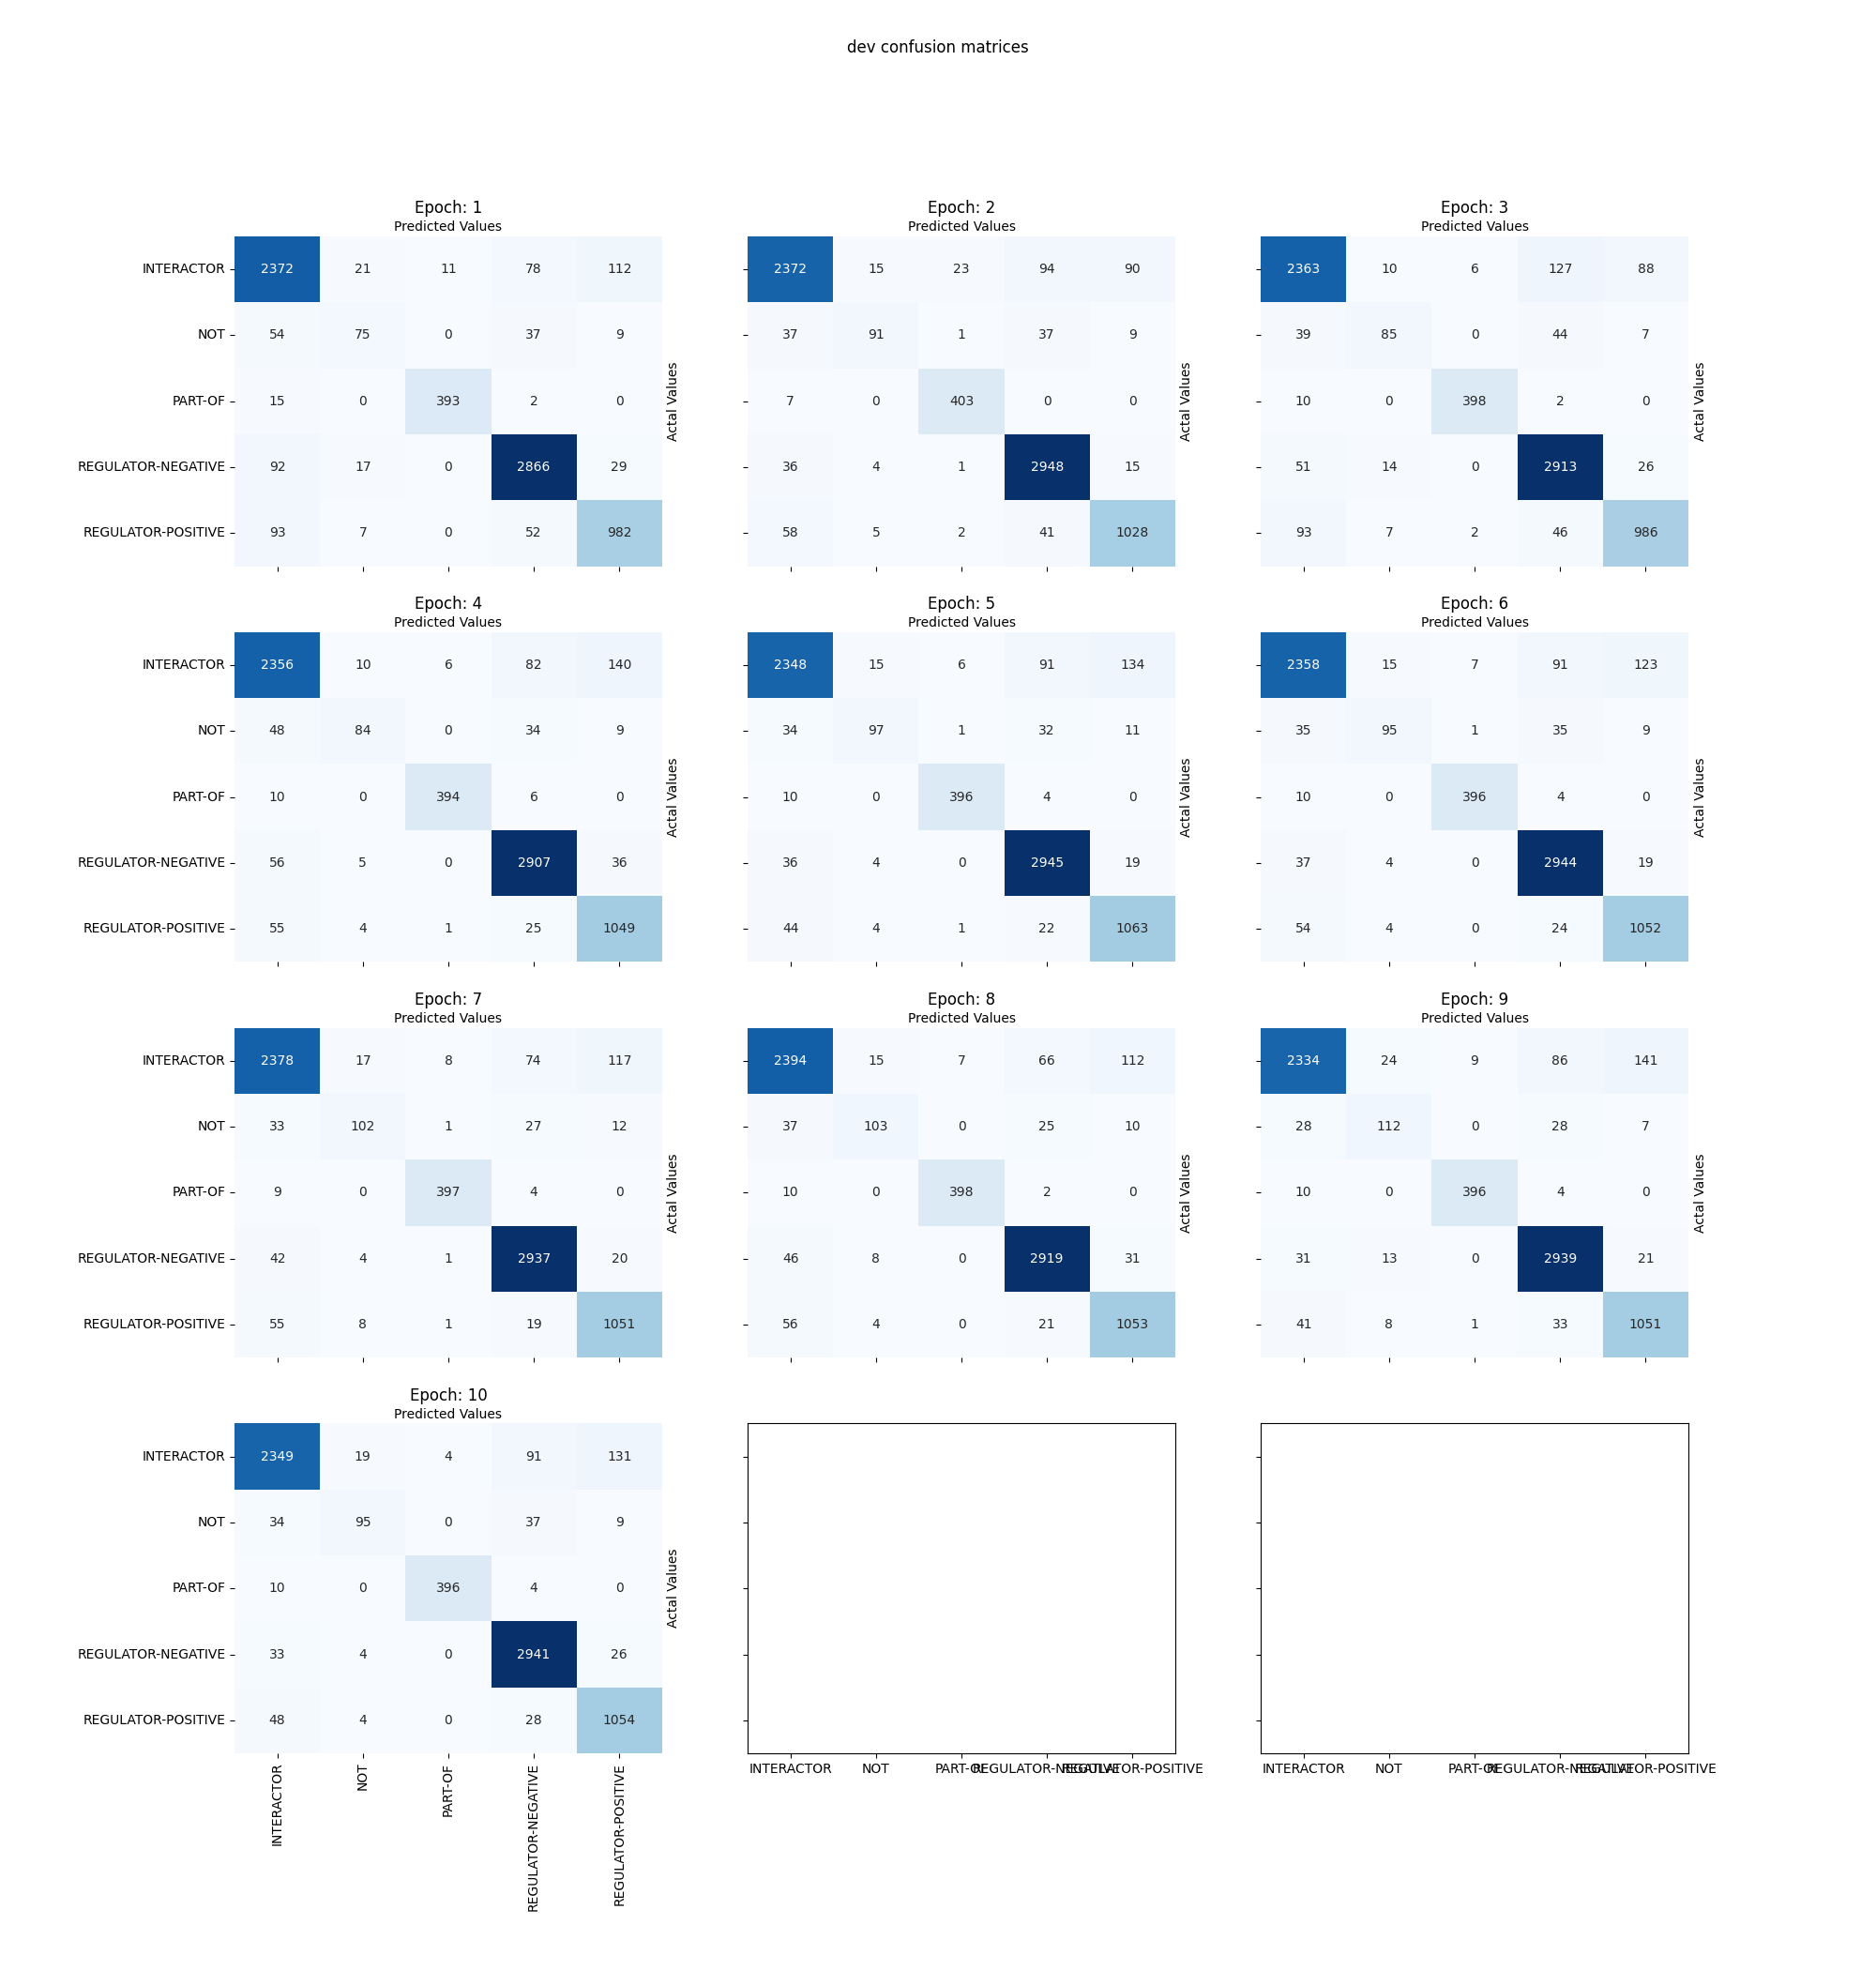 dev confusion matrices
Epoch: 1 Epoch: 2 Epoch: 3
Predicted Values Predicted Values Predicted Values
INTERACTOR 2372 21 11 78 112 2372 15 23 94 90 2363 10 6 127 88
NOT 54 75 0 37 9 37 91 1 37 9 39 85 0 44 7
PART-OF 15 0 393 2 0 7 0 403 0 0 10 0 398 2 0
Actal Values Actal Values Actal Values
REGULATOR-NEGATIVE 92 17 0 2866 29 36 4 1 2948 15 51 14 0 2913 26
REGULATOR-POSITIVE 93 7 0 52 982 58 5 2 41 1028 93 7 2 46 986
Epoch: 4 Epoch: 5 Epoch: 6
Predicted Values Predicted Values Predicted Values
INTERACTOR 2356 10 6 82 140 2348 15 6 91 134 2358 15 7 91 123
NOT 48 84 0 34 9 34 97 1 32 11 35 95 1 35 9
PART-OF 10 0 394 6 0 10 0 396 4 0 10 0 396 4 0
Actal Values Actal Values Actal Values
REGULATOR-NEGATIVE 56 5 0 2907 36 36 4 0 2945 19 37 4 0 2944 19
REGULATOR-POSITIVE 55 4 1 25 1049 44 4 1 22 1063 54 4 0 24 1052
Epoch: 7 Epoch: 8 Epoch: 9
Predicted Values Predicted Values Predicted Values
INTERACTOR 2378 17 8 74 117 2394 15 7 66 112 2334 24 9 86 141
NOT 33 102 1 27 12 37 103 0 25 10 28 112 0 28 7
PART-OF 9 0 397 4 0 10 0 398 2 0 10 0 396 4 0
Actal Values Actal Values Actal Values
REGULATOR-NEGATIVE 42 4 1 2937 20 46 8 0 2919 31 31 13 0 2939 21
REGULATOR-POSITIVE 55 8 1 19 1051 56 4 0 21 1053 41 8 1 33 1051
Epoch: 10
Predicted Values
INTERACTOR 2349 19 4 91 131
NOT 34 95 0 37 9
PART-OF 10 0 396 4 0
Actal Values
REGULATOR-NEGATIVE 33 4 0 2941 26
REGULATOR-POSITIVE 48 4 0 28 1054
INTERACTOR NOT PART-OF REGULATOR-NEGATIVE REGULATOR-POSITIVE INTERACTOR NOT PART-OF REGULATOR-NEGATIVE REGULATOR-POSITIVE INTERACTOR NOT PART-OF REGULATOR-NEGATIVE REGULATOR-POSITIVE